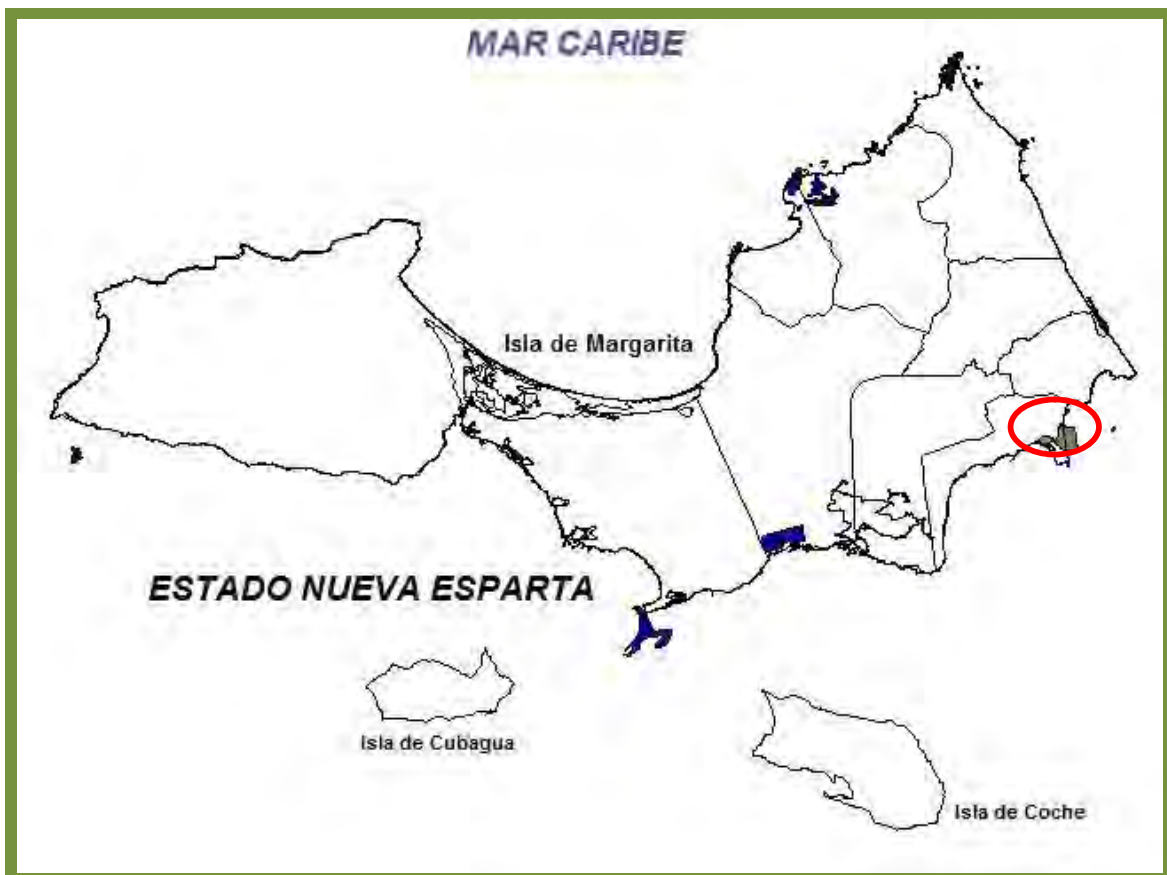 MAR CARIBE
Isla de Margarita
ESTADO NUEVA ESPARTA
Isla de Cubagua
Isla de Coche